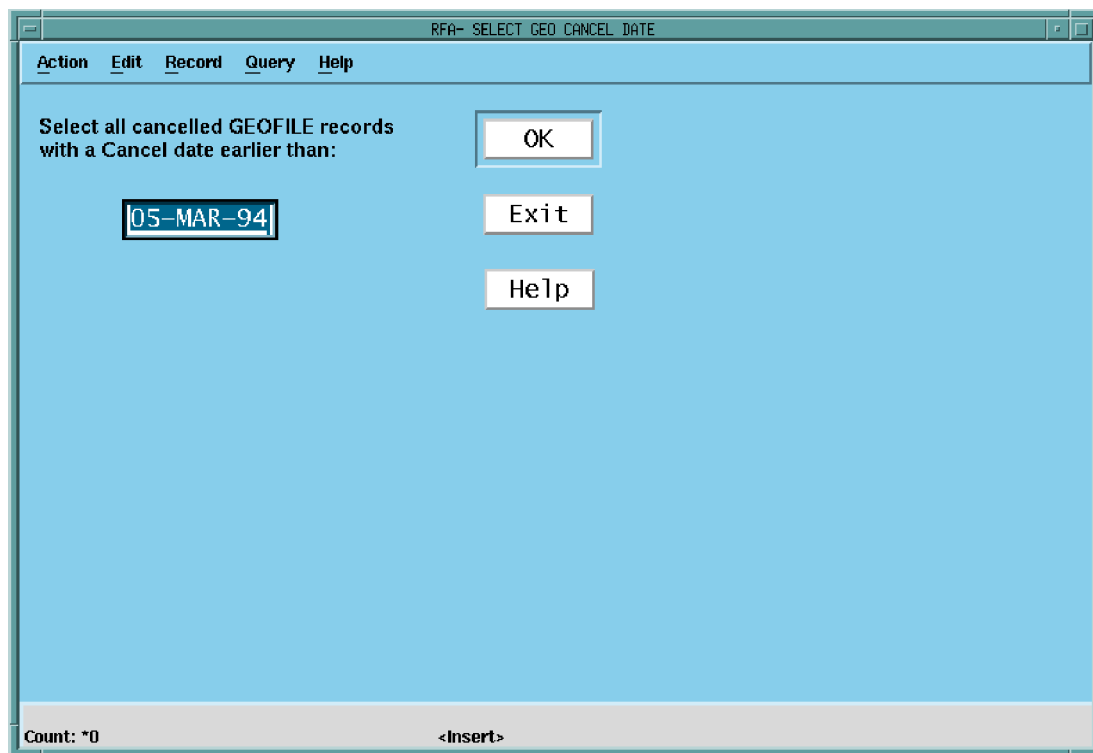 RFA- SELECT GEO CANCEL DATE
Action Edit Record Query Help
Select all cancelled GEOFILE records
with a Cancel date earlier than:
05-MAR-94
OK
Exit
Help
Count: *0 <Insert>